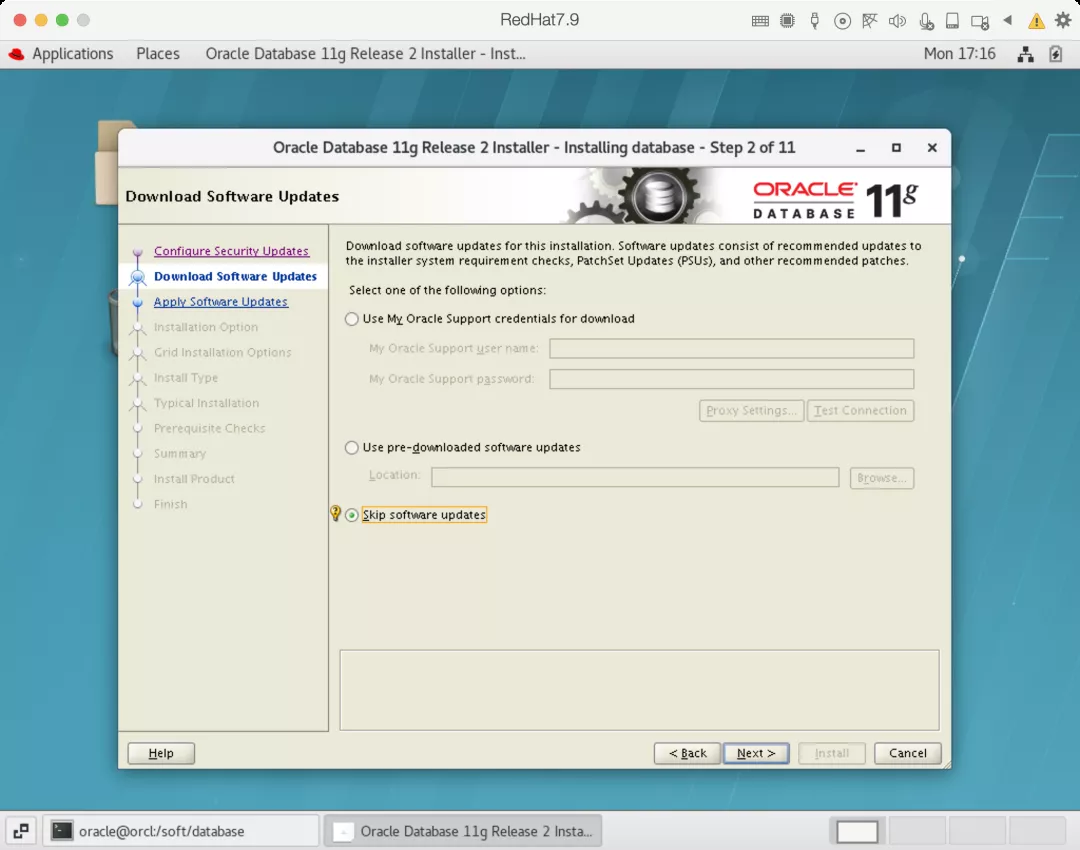 RedHat7.9
Applications Places Oracle Database 11g Release 2 Installer - Inst... Mon 17:16
Oracle Database 11g Release 2 Installer - Installing database - Step 2 of 11
Download Software Updates
ORACLE DATABASE 11g
Configure Security Updates
Download Software Updates
Apply Software Updates
Installation Option
Grid Installation Options
Install Type
Typical Installation
Prerequisite Checks
Summary
Install Product
Finish
Download software updates for this installation. Software updates consist of recommended updates to
the installer system requirement checks, PatchSet Updates (PSUs), and other recommended patches.
Select one of the following options:
Use My Oracle Support credentials for download
My Oracle Support user name:
My Oracle Support password:
Proxy Settings... Test Connection
Use pre-downloaded software updates
Location: Browse...
Skip software updates
Help < Back Next > Install Cancel
oracle@orcl:/soft/database Oracle Database 11g Release 2 Insta...